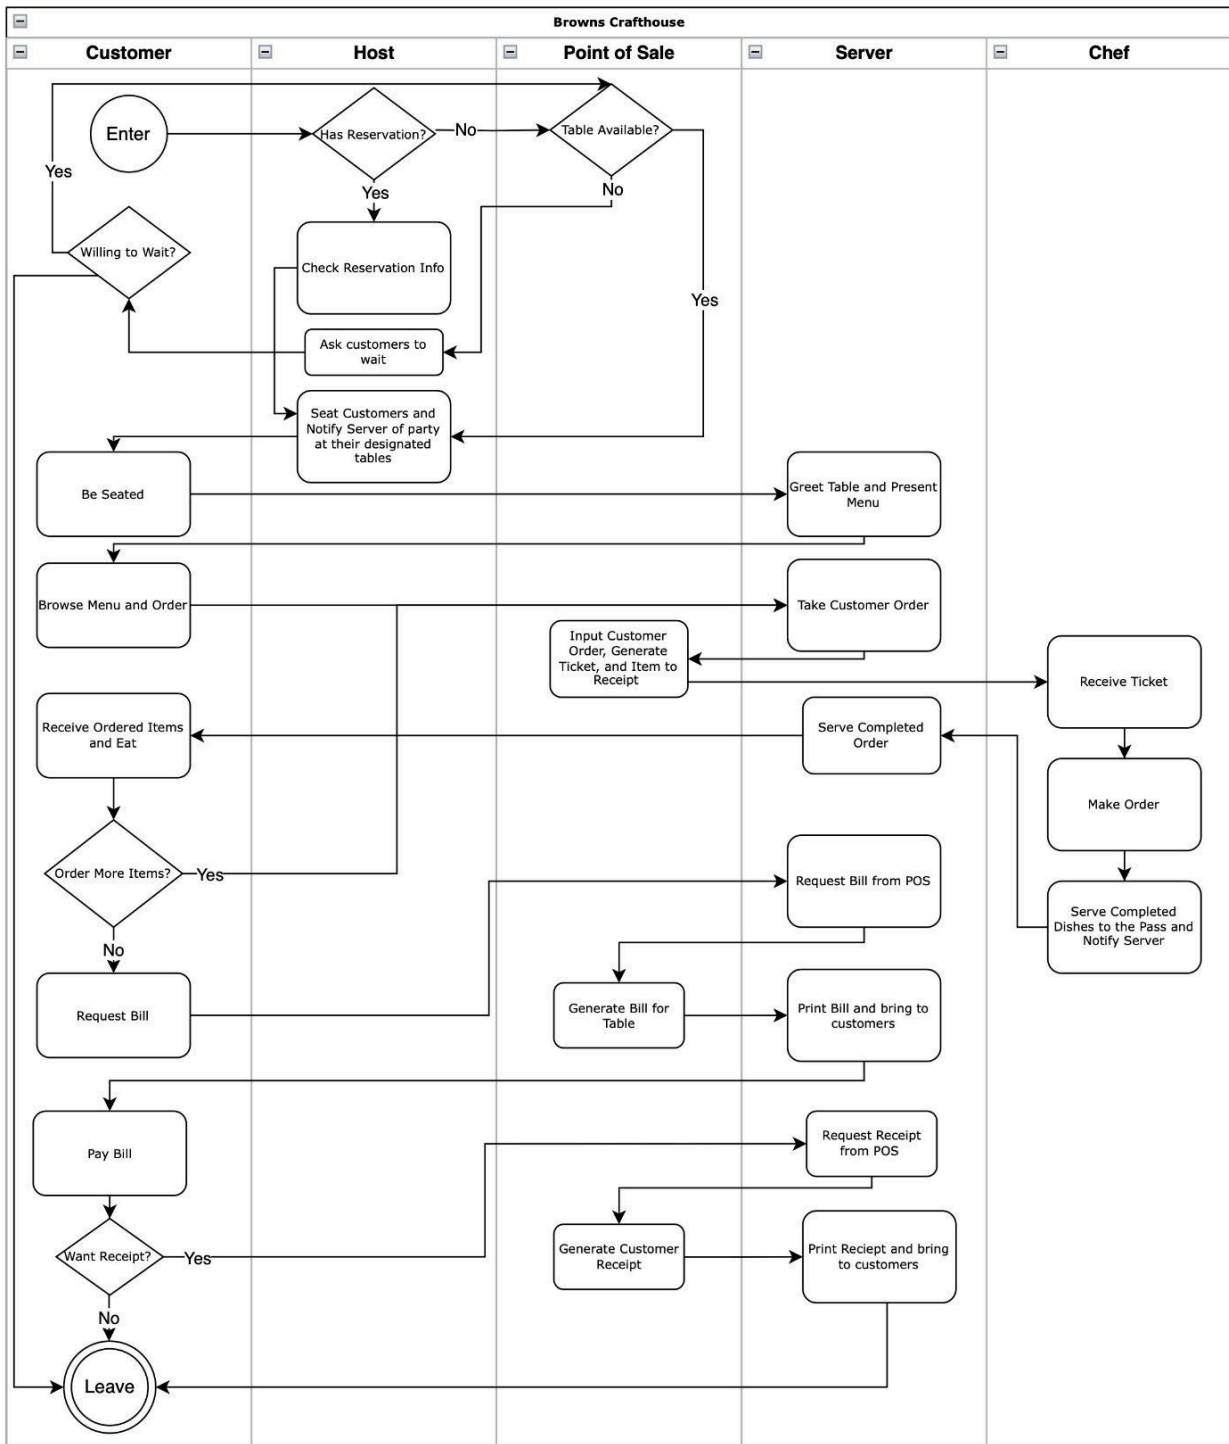 Browns Crafthouse
Customer
Host
Point of Sale
Server
Chef
Enter
Has Reservation?
No
Table Available?
Yes
Yes
No
Willing to Wait?
Check Reservation Info
Yes
Ask customers to
wait
Seat Customers and
Notify Server of party
at their designated
tables
Be Seated
Greet Table and Present
Menu
Browse Menu and Order
Take Customer Order
Input Customer
Order, Generate
Ticket, and Item to
Receipt
Receive Ticket
Receive Ordered Items
and Eat
Serve Completed
Order
Make Order
Order More Items?
Yes
Request Bill from POS
Serve Completed
Dishes to the Pass and
Notify Server
No
Request Bill
Generate Bill for
Table
Print Bill and bring to
customers
Pay Bill
Request Receipt
from POS
Want Receipt?
Yes
Generate Customer
Receipt
Print Reciept and bring
to customers
No
Leave